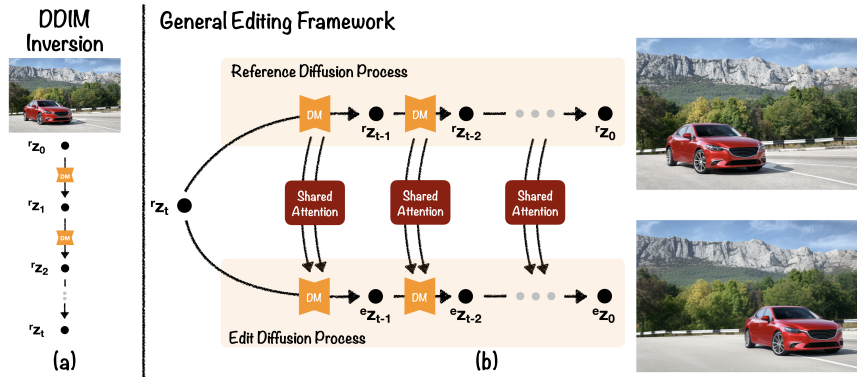 DDIM
Inversion
General Editing Framework
Reference Diffusion Process
DM
DM
rz0
DM
rz1
DM
rz2
rzt
(a)
rzt-1
rzt-2
rz0
rzt
Shared
Attention
Shared
Attention
Shared
Attention
DM
DM
ezt-1
ezt-2
ez0
Edit Diffusion Process
(b)